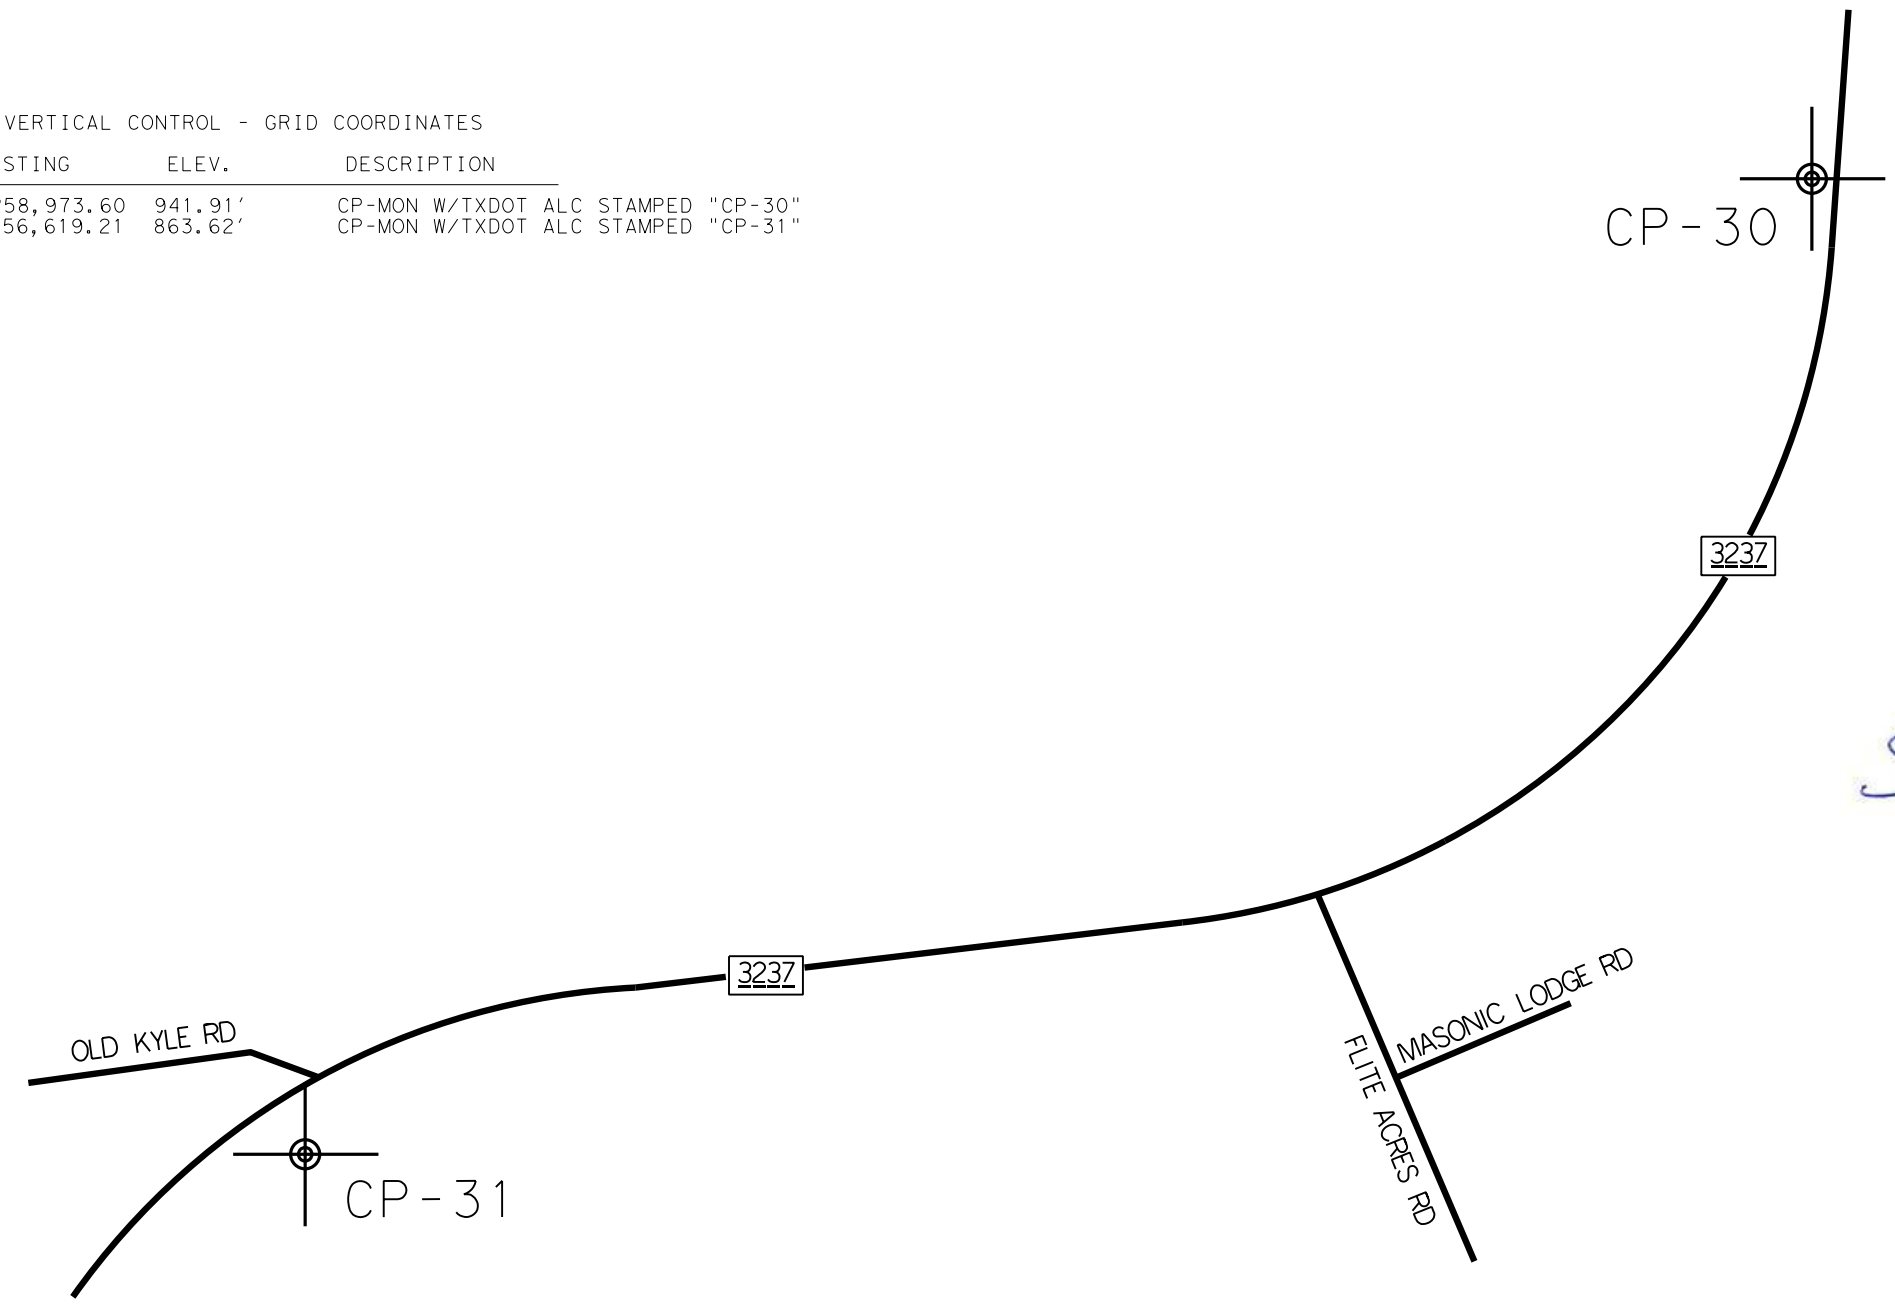 VERTICAL CONTROL - GRID COORDINATES
STING ELEV. DESCRIPTION
58,973.60 941.91' CP-MON W/TXDOT ALC STAMPED "CP-30"
56,619.21 863.62' CP-MON W/TXDOT ALC STAMPED "CP-31"
CP-30
3237
3237
MASONIC LODGE RD
OLD KYLE RD
FLITE ACRES RD
CP-31